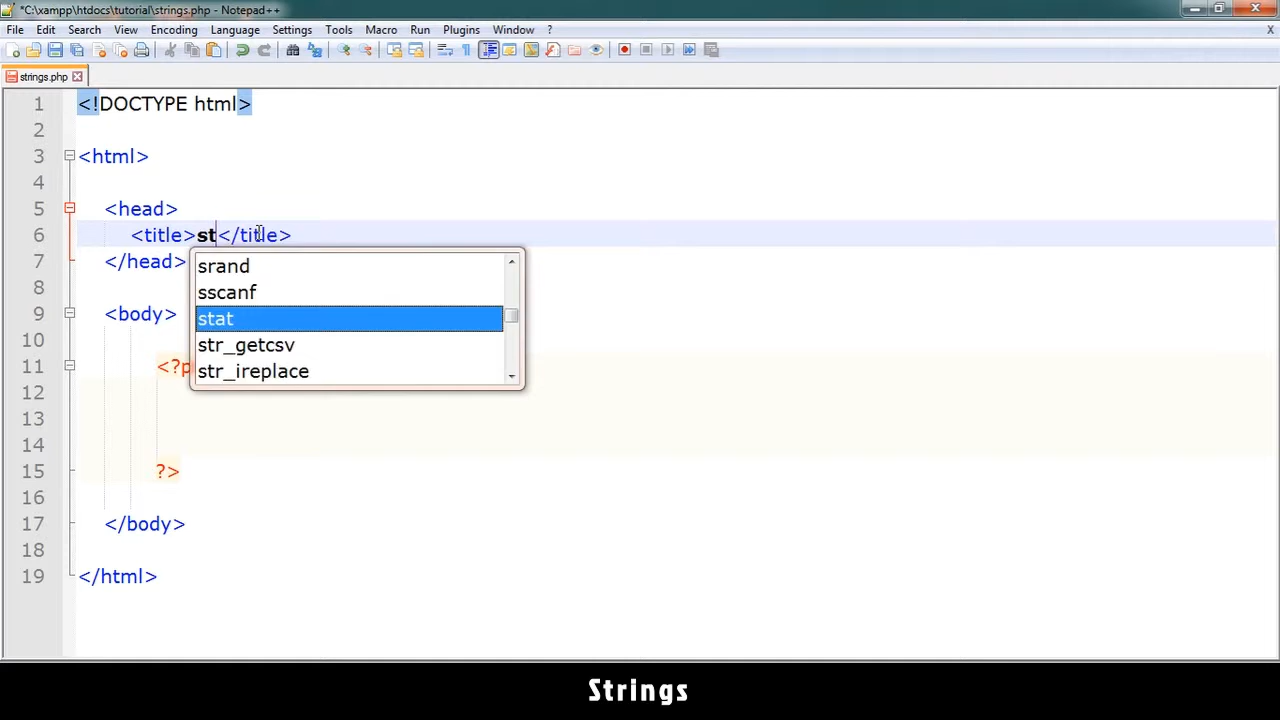 *C:\xampp\htdocs\tutorial\strings.php - Notepad++
File Edit Search View Encoding Language Settings Tools Macro Run Plugins Window ? X
strings.php
1 <!DOCTYPE html>
2
3 <html>
4
5 <head>
6 <title>st</title>
7 </head>
srand
8
sscanf
9 <body>
stat
10
str_getcsv
11 <?p
str_ireplace
12
13
14
15 ?>
16
17 </body>
18
19 </html>
Strings